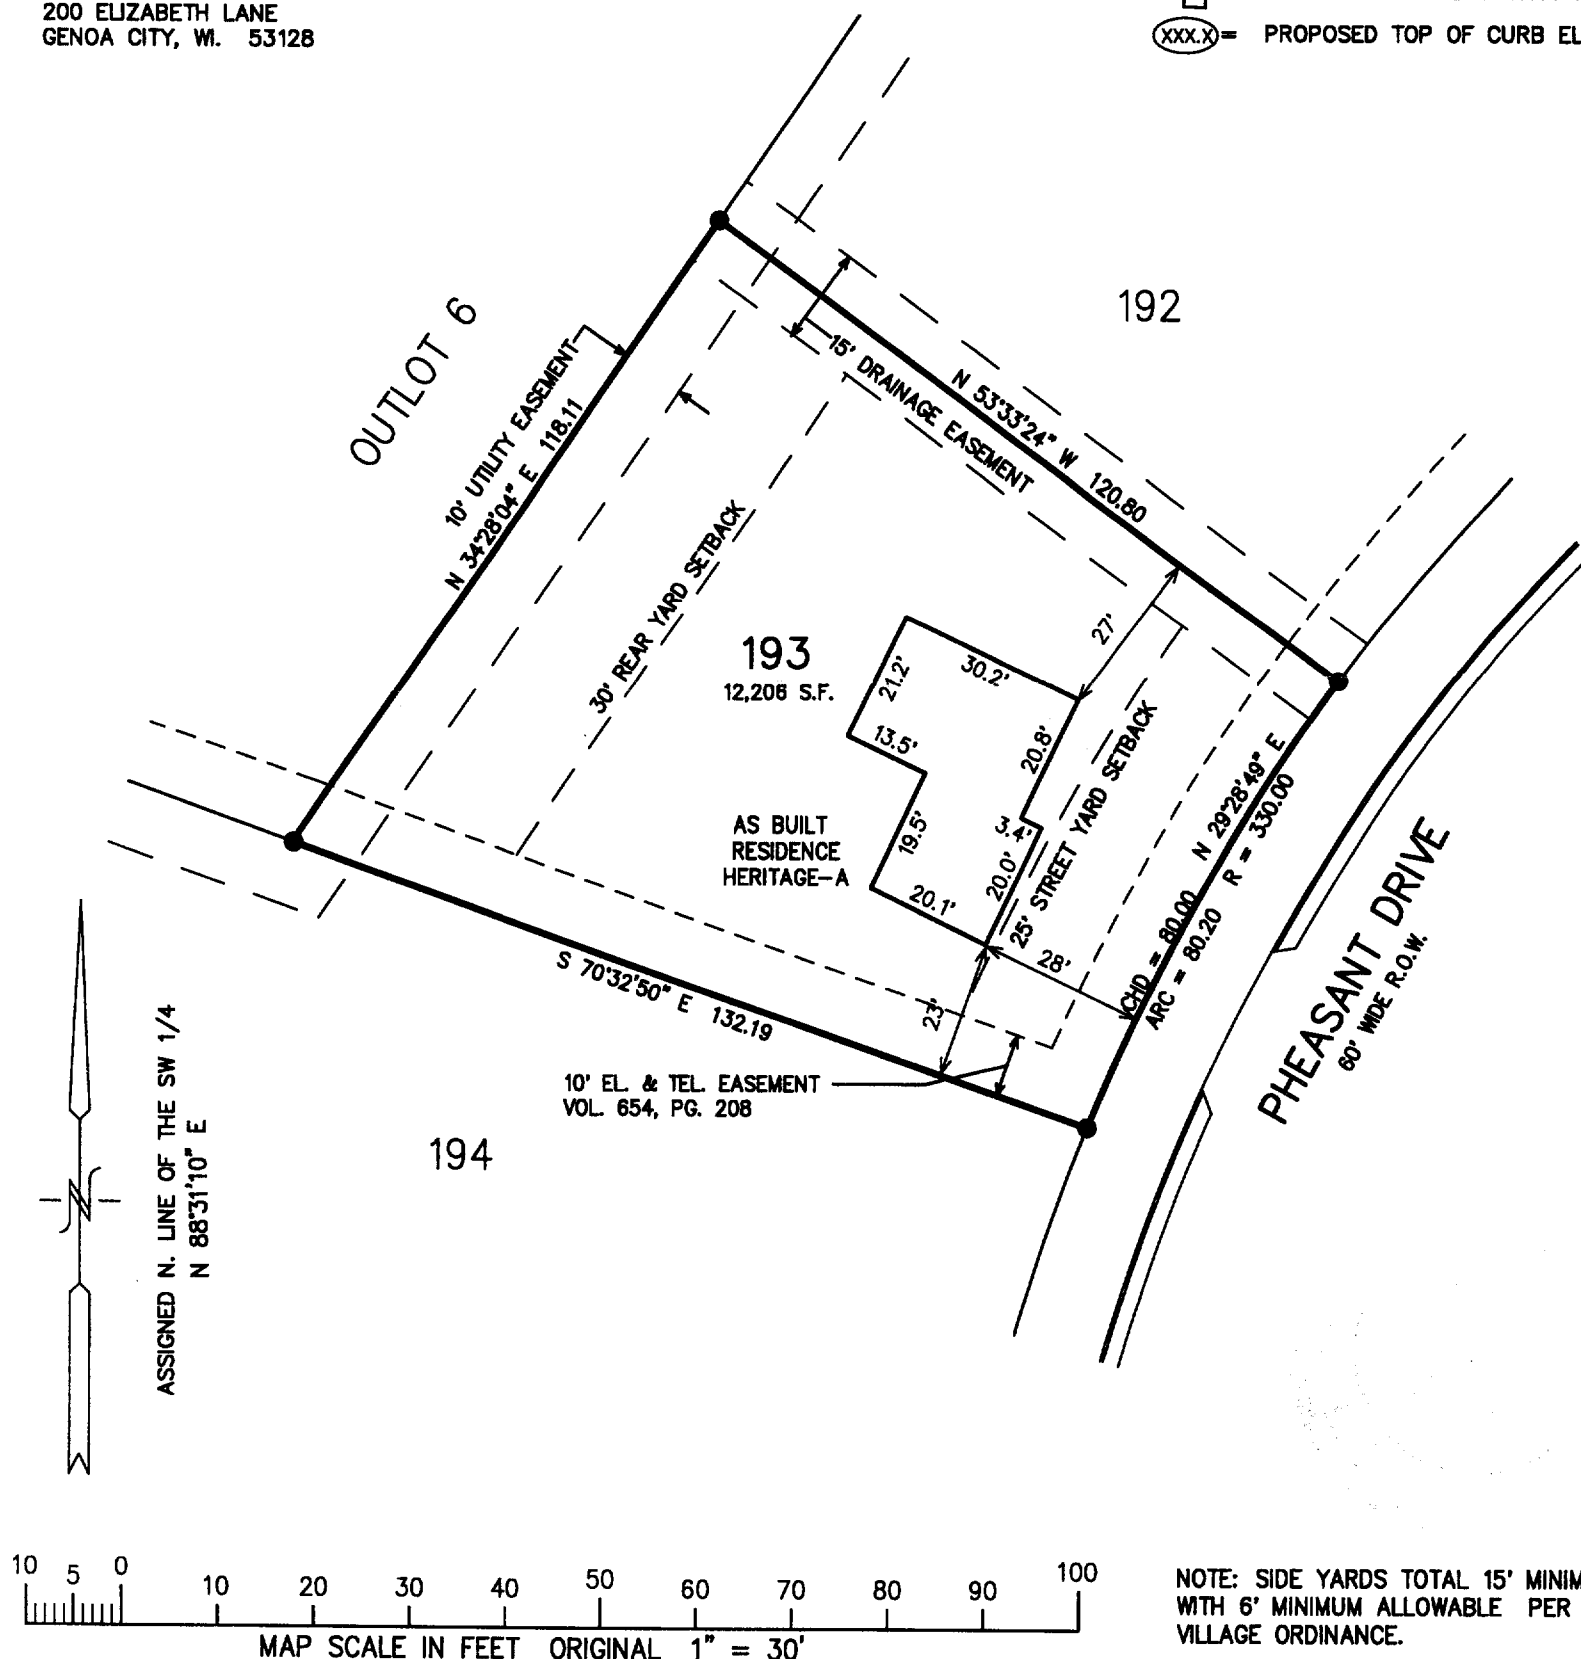 200 ELIZABETH LANE
GENOA CITY, WI. 53128
XXX.X = PROPOSED TOP OF CURB EL
OUTLOT 6
192
10' UTILITY EASEMENT
N 34°28'04" E 118.11
15' DRAINAGE EASEMENT
N 53°33'24" W 120.80
30' REAR YARD SETBACK
193
12,206 S.F.
27'
30.2'
21.2'
13.5'
20.8'
3.4'
19.5'
20.0'
20.1'
AS BUILT
RESIDENCE
HERITAGE-A
25' STREET YARD SETBACK
28'
23'
CHD = 80.00 N 29°28'49" E
ARC = 80.20 R = 330.00
PHEASANT DRIVE
60' WIDE R.O.W.
S 70°32'50" E 132.19
10' EL. & TEL. EASEMENT
VOL. 654, PG. 208
194
ASSIGNED N. LINE OF THE SW 1/4
N 88°31'10" E
N
10 5 0 10 20 30 40 50 60 70 80 90 100
MAP SCALE IN FEET ORIGINAL 1" = 30'
NOTE: SIDE YARDS TOTAL 15' MINIM
WITH 6' MINIMUM ALLOWABLE PER
VILLAGE ORDINANCE.